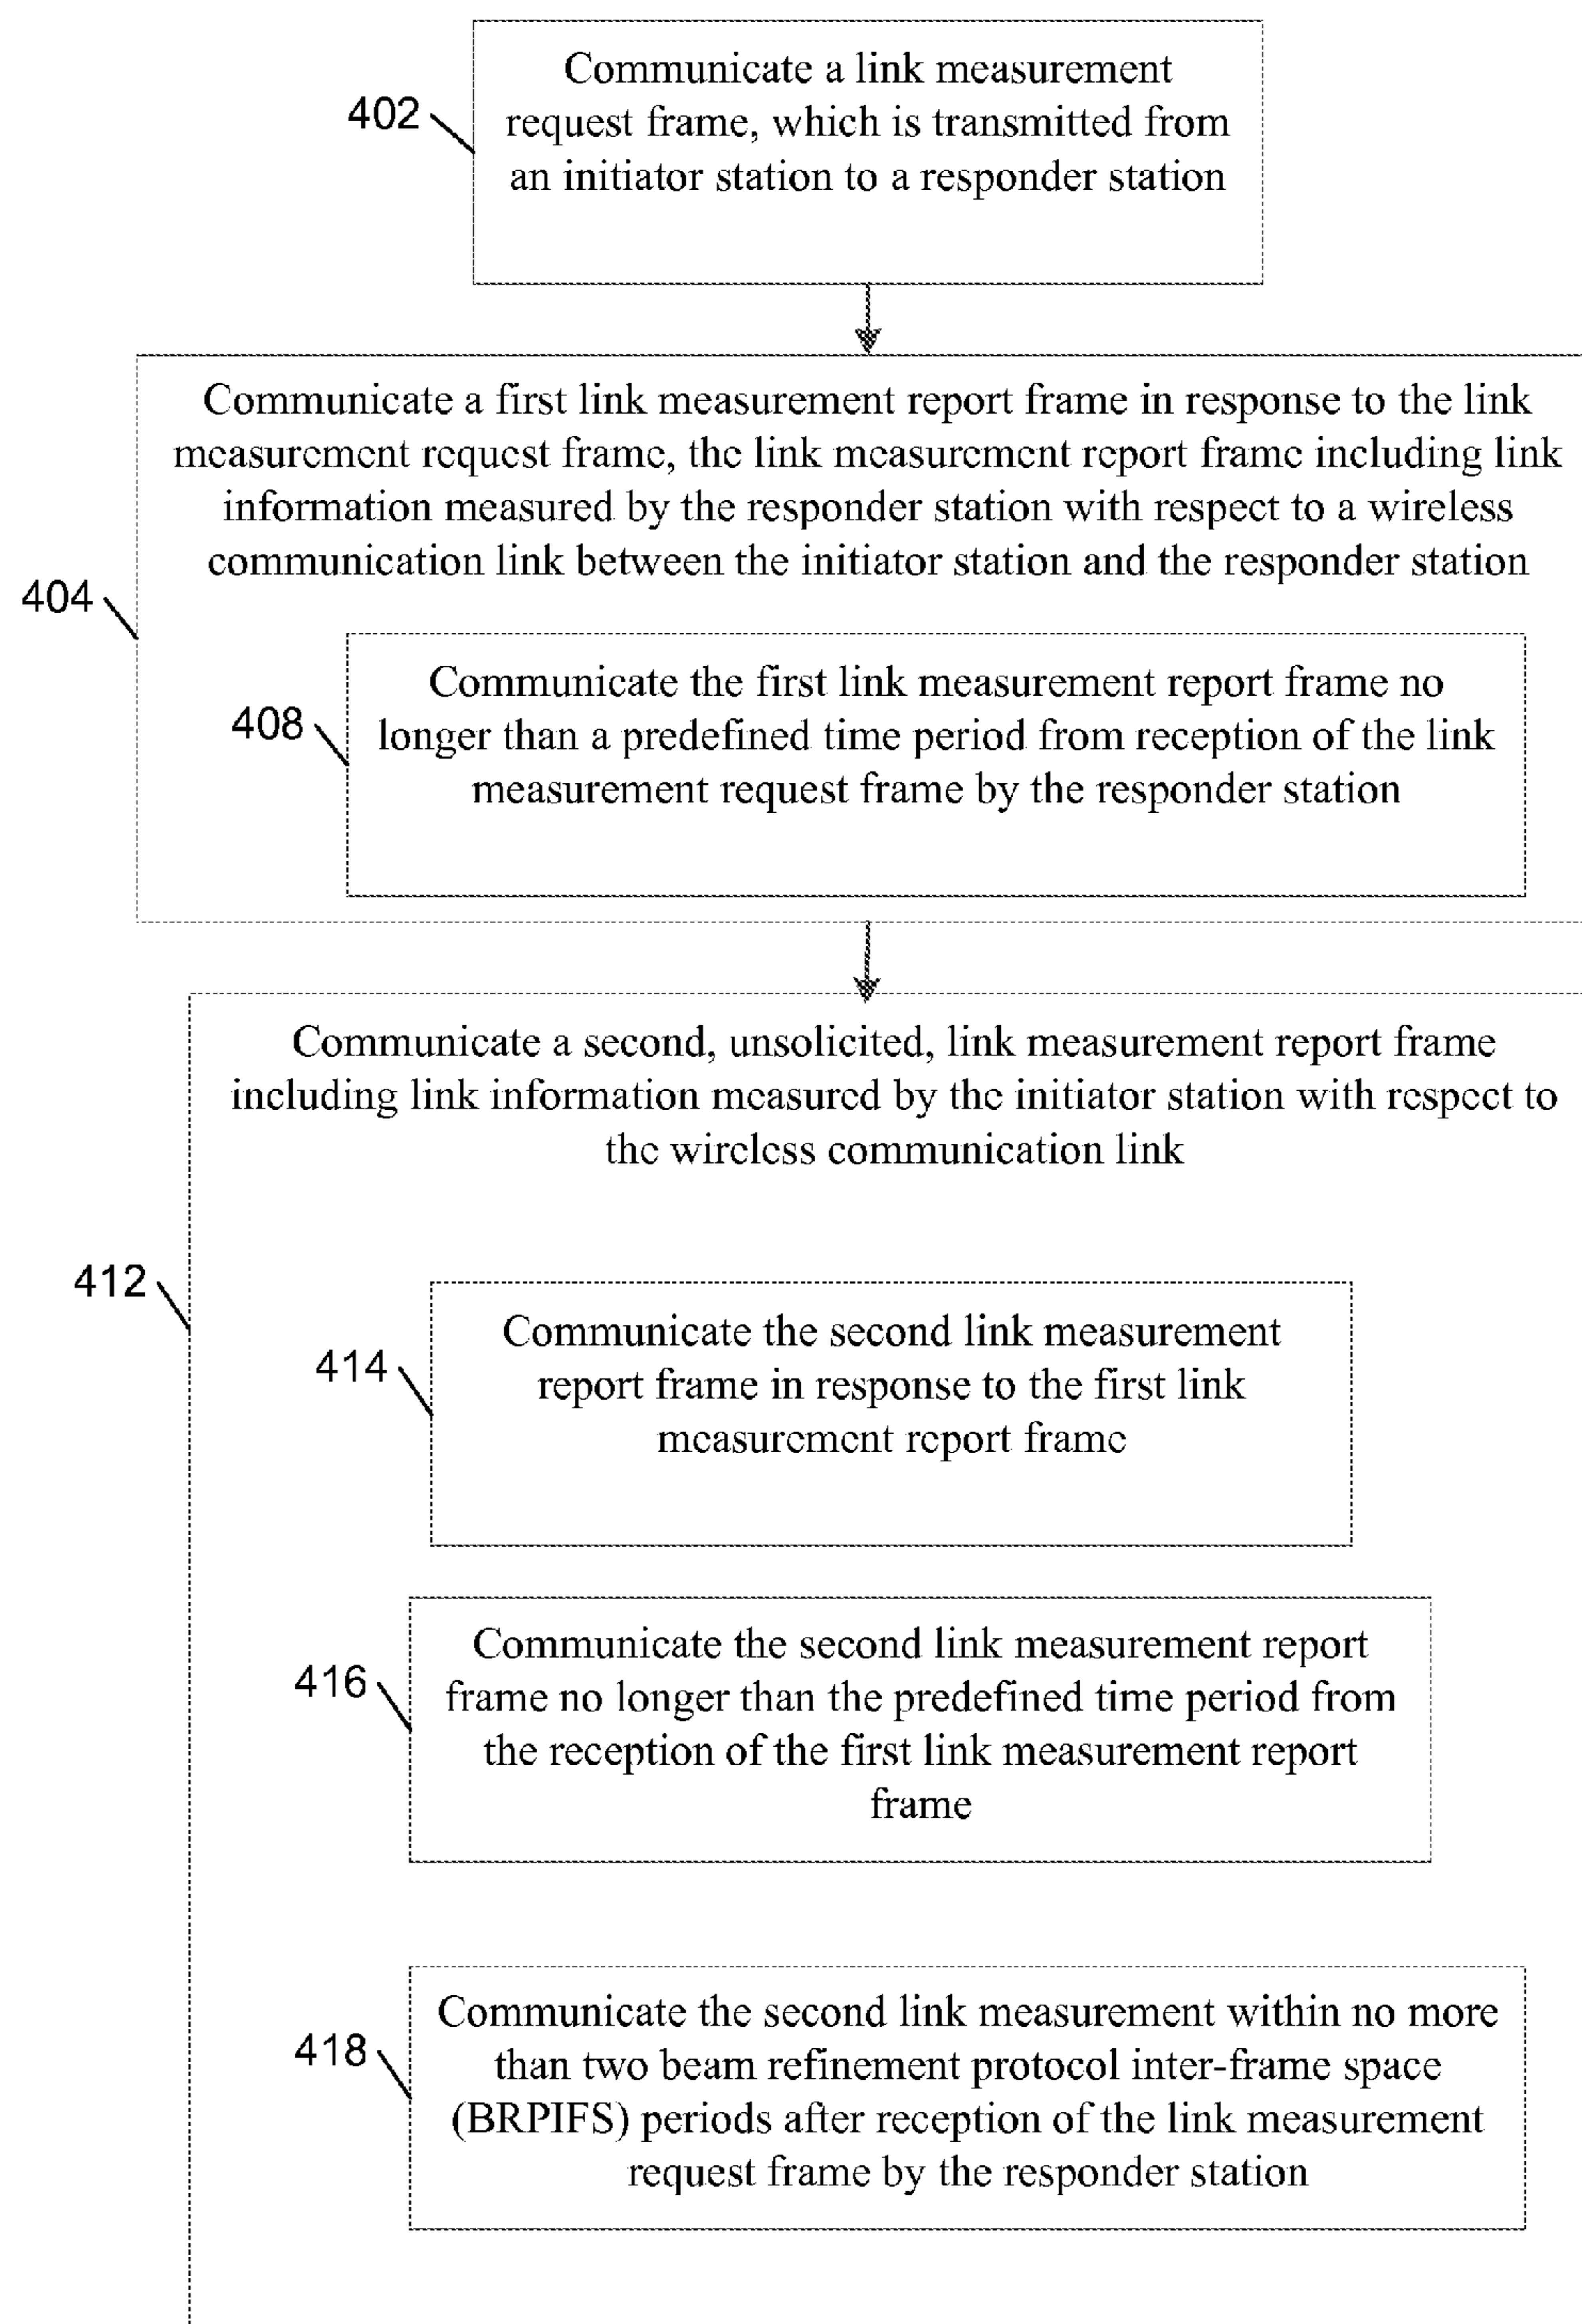 402
Communicate a link measurement
request frame, which is transmitted from
an initiator station to a responder station
404
Communicate a first link measurement report frame in response to the link
measurement request frame, the link measurement report frame including link
information measured by the responder station with respect to a wireless
communication link between the initiator station and the responder station
408
Communicate the first link measurement report frame no
longer than a predefined time period from reception of the link
measurement request frame by the responder station
412
Communicate a second, unsolicited, link measurement report frame
including link information measured by the initiator station with respect to
the wireless communication link
414
Communicate the second link measurement
report frame in response to the first link
measurement report frame
416
Communicate the second link measurement report
frame no longer than the predefined time period from
the reception of the first link measurement report
frame
418
Communicate the second link measurement within no more
than two beam refinement protocol inter-frame space
(BRPIFS) periods after reception of the link measurement
request frame by the responder station